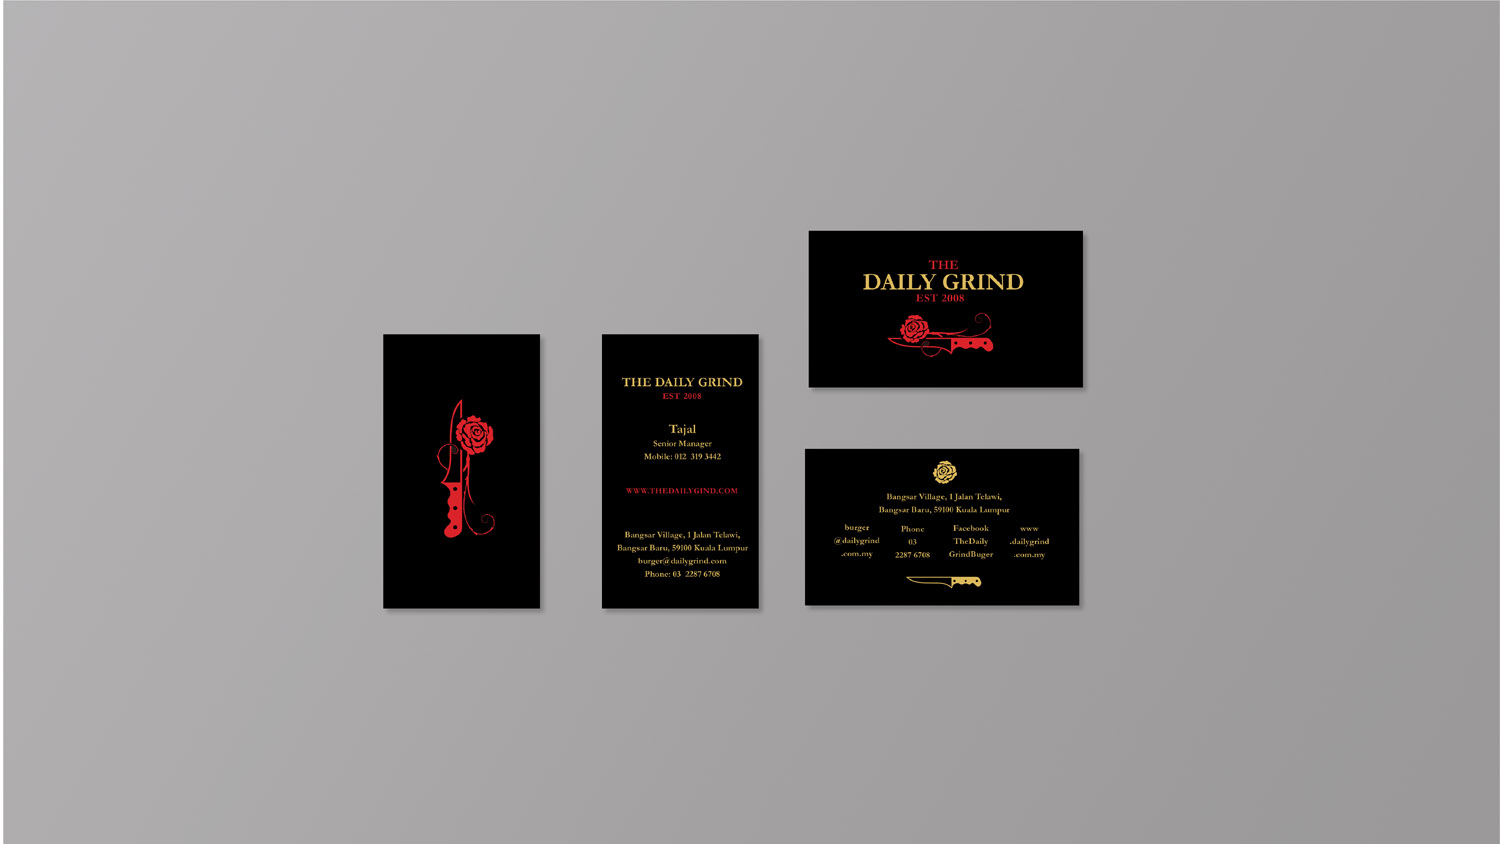 THE DAILY GRIND
EST 2008
Tajal
Senior Manager
Mobile: 012 319 3442
WWW.THEDAILYGIND.COM
Bangsar Village, 1 Jalan Telawi,
Bangsar Baru, 59100 Kuala Lumpur
burger@dailygrind.com
Phone: 03 2287 6708
THE
DAILY GRIND
EST 2008
Bangsar Village, 1 Jalan Telawi,
Bangsar Baru, 59100 Kuala Lumpur
burger
@dailygrind
.com.my
Phone
03
2287 6708
Facebook
TheDaily
GrindBuger
www
.dailygrind
.com.my